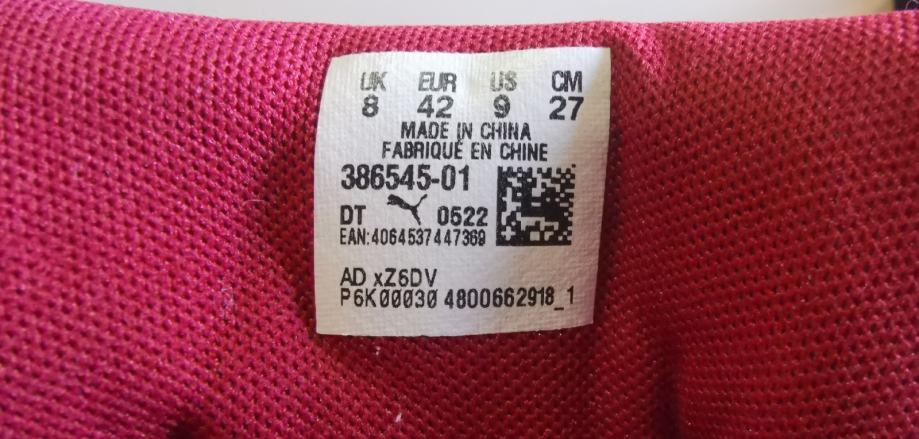 UK EUR US CM
8 42 9 27
MADE IN CHINA
FABRIQUÉ EN CHINE
386545-01
DT 0522
EAN:4064537447369
AD xZ6DV
P6K00030 4800662918_1